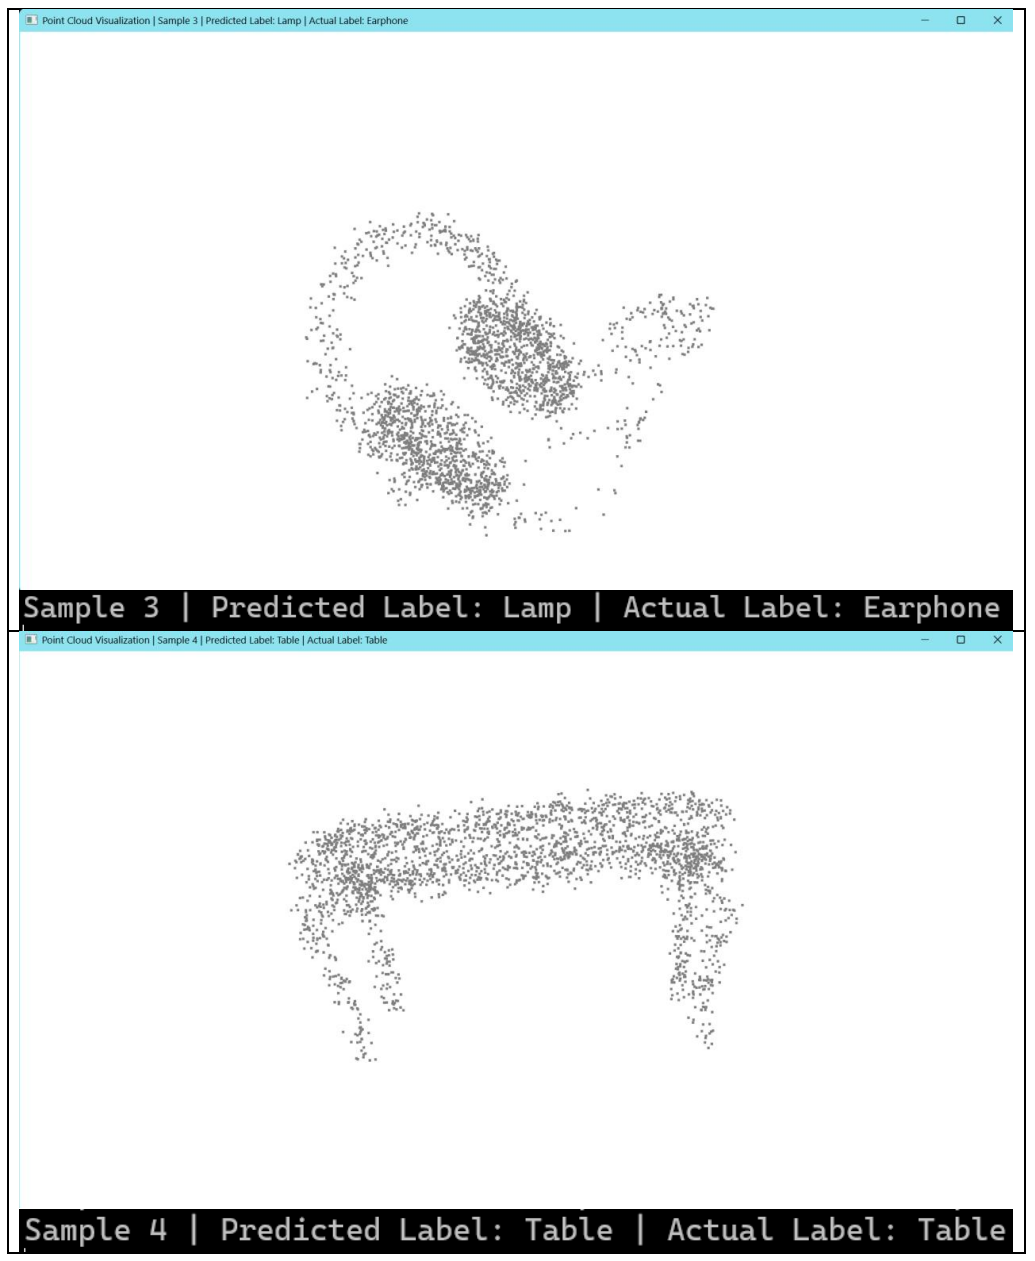 Point Cloud Visualization | Sample 3 | Predicted Label: Lamp | Actual Label: Earphone
Sample 3 | Predicted Label: Lamp | Actual Label: Earphone
Point Cloud Visualization | Sample 4 | Predicted Label: Table | Actual Label: Table
Sample 4 | Predicted Label: Table | Actual Label: Table